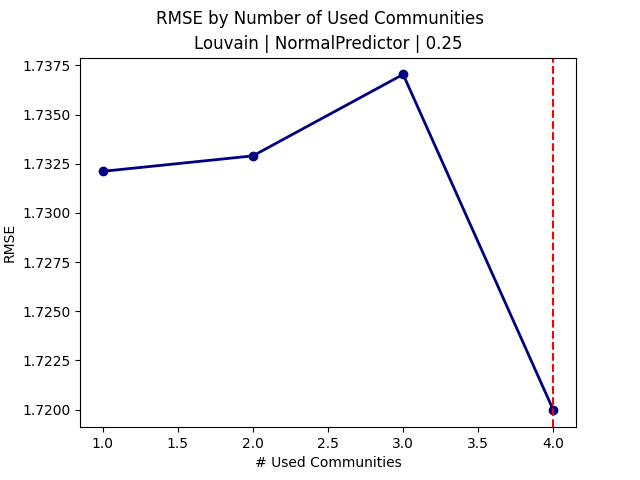 RMSE by Number of Used Communities
Louvain | NormalPredictor | 0.25
1.7375
1.7350
1.7325
1.7300
1.7275
1.7250
1.7225
1.7200
RMSE
1.0 1.5 2.0 2.5 3.0 3.5 4.0
# Used Communities